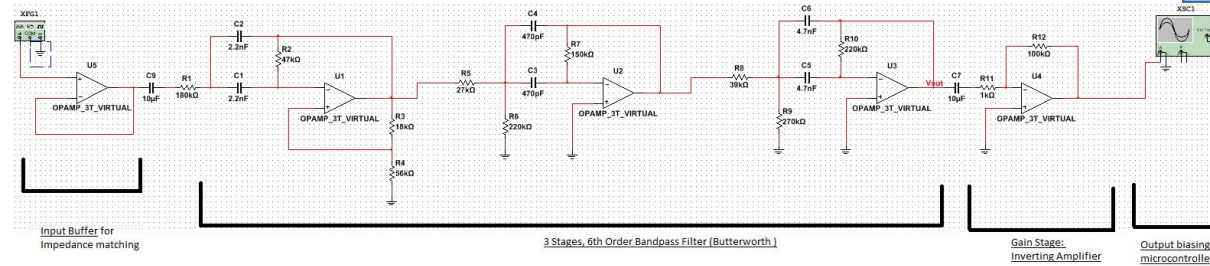 XFG1
COM
U5
OPAMP_3T_VIRTUAL
C9
10µF
R1
180kΩ
C2
2.2nF
R2
47kΩ
C1
2.2nF
U1
OPAMP_3T_VIRTUAL
R3
18kΩ
R4
56kΩ
R5
27kΩ
R6
220kΩ
C4
470pF
R7
150kΩ
C3
470pF
U2
OPAMP_3T_VIRTUAL
R8
39kΩ
R9
270kΩ
C6
4.7nF
R10
220kΩ
C5
4.7nF
U3
OPAMP_3T_VIRTUAL
Vout
C7
10µF
R11
1kΩ
R12
100kΩ
U4
OPAMP_3T_VIRTUAL
XSC1
Input Buffer for
Impedance matching
3 Stages, 6th Order Bandpass Filter (Butterworth )
Gain Stage:
Inverting Amplifier
Output biasing
microcontrolle